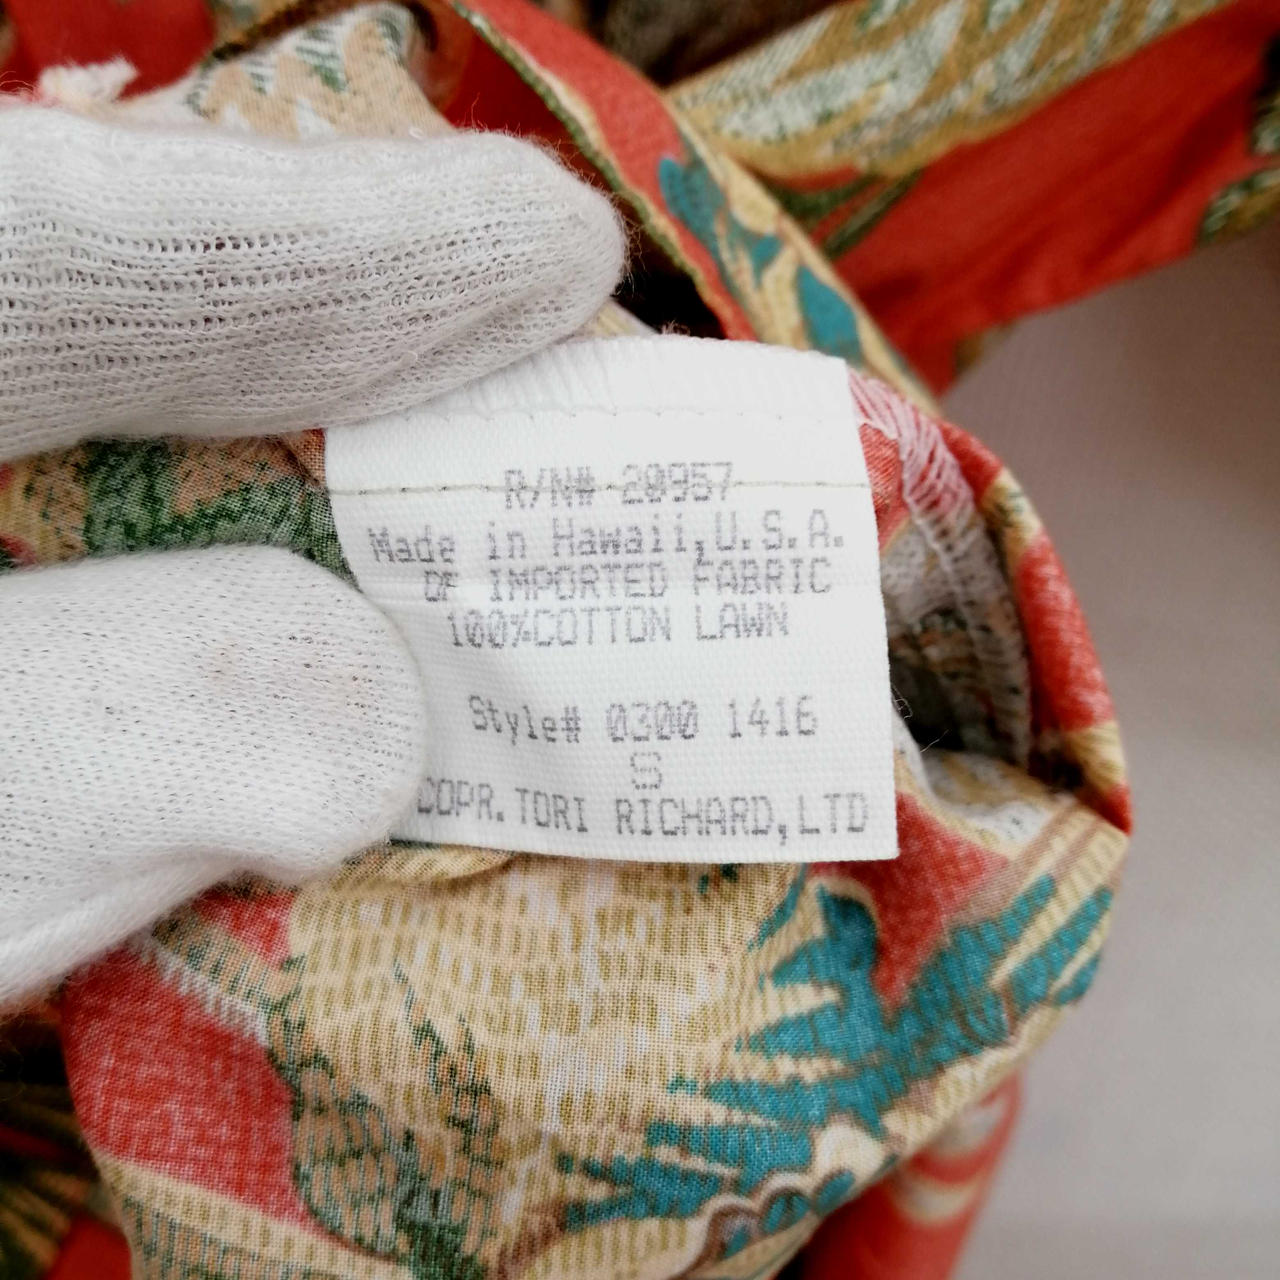 R/N# 20957
Made in Hawaii,U.S.A.
OF IMPORTED FABRIC
100%COTTON LAWN
Style# 0300 1416
S
COPR.TORI RICHARD,LTD